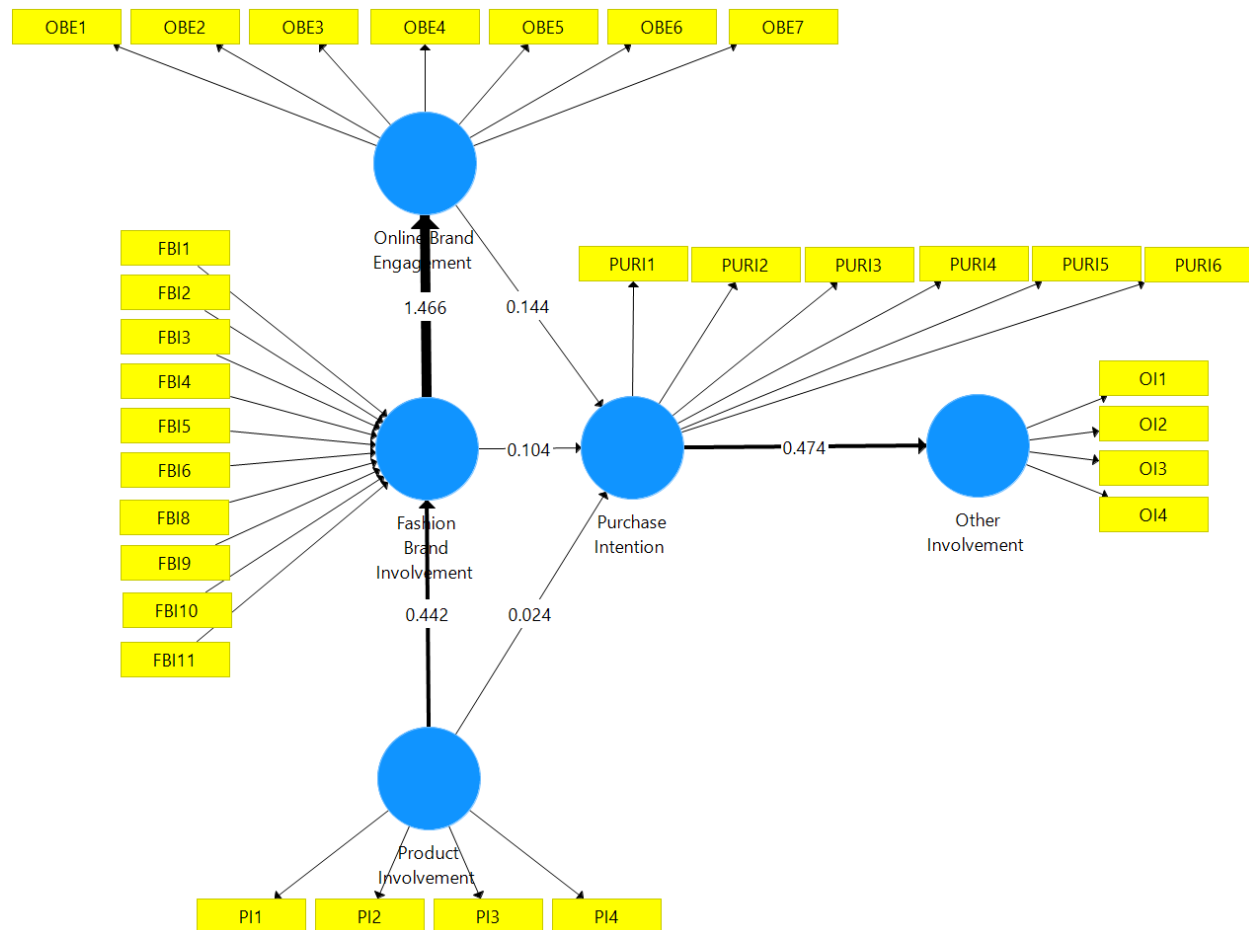 OBE1 OBE2 OBE3 OBE4 OBE5 OBE6 OBE7
Online Brand
Engagement
FBI1
FBI2
FBI3
FBI4
FBI5
FBI6
FBI8
FBI9
FBI10
FBI11
1.466
0.144
PURI1 PURI2 PURI3 PURI4 PURI5 PURI6
0.104
0.474
OI1
OI2
OI3
OI4
Fashion
Brand
Involvement
Purchase
Intention
Other
Involvement
0.442
0.024
Product
Involvement
PI1 PI2 PI3 PI4